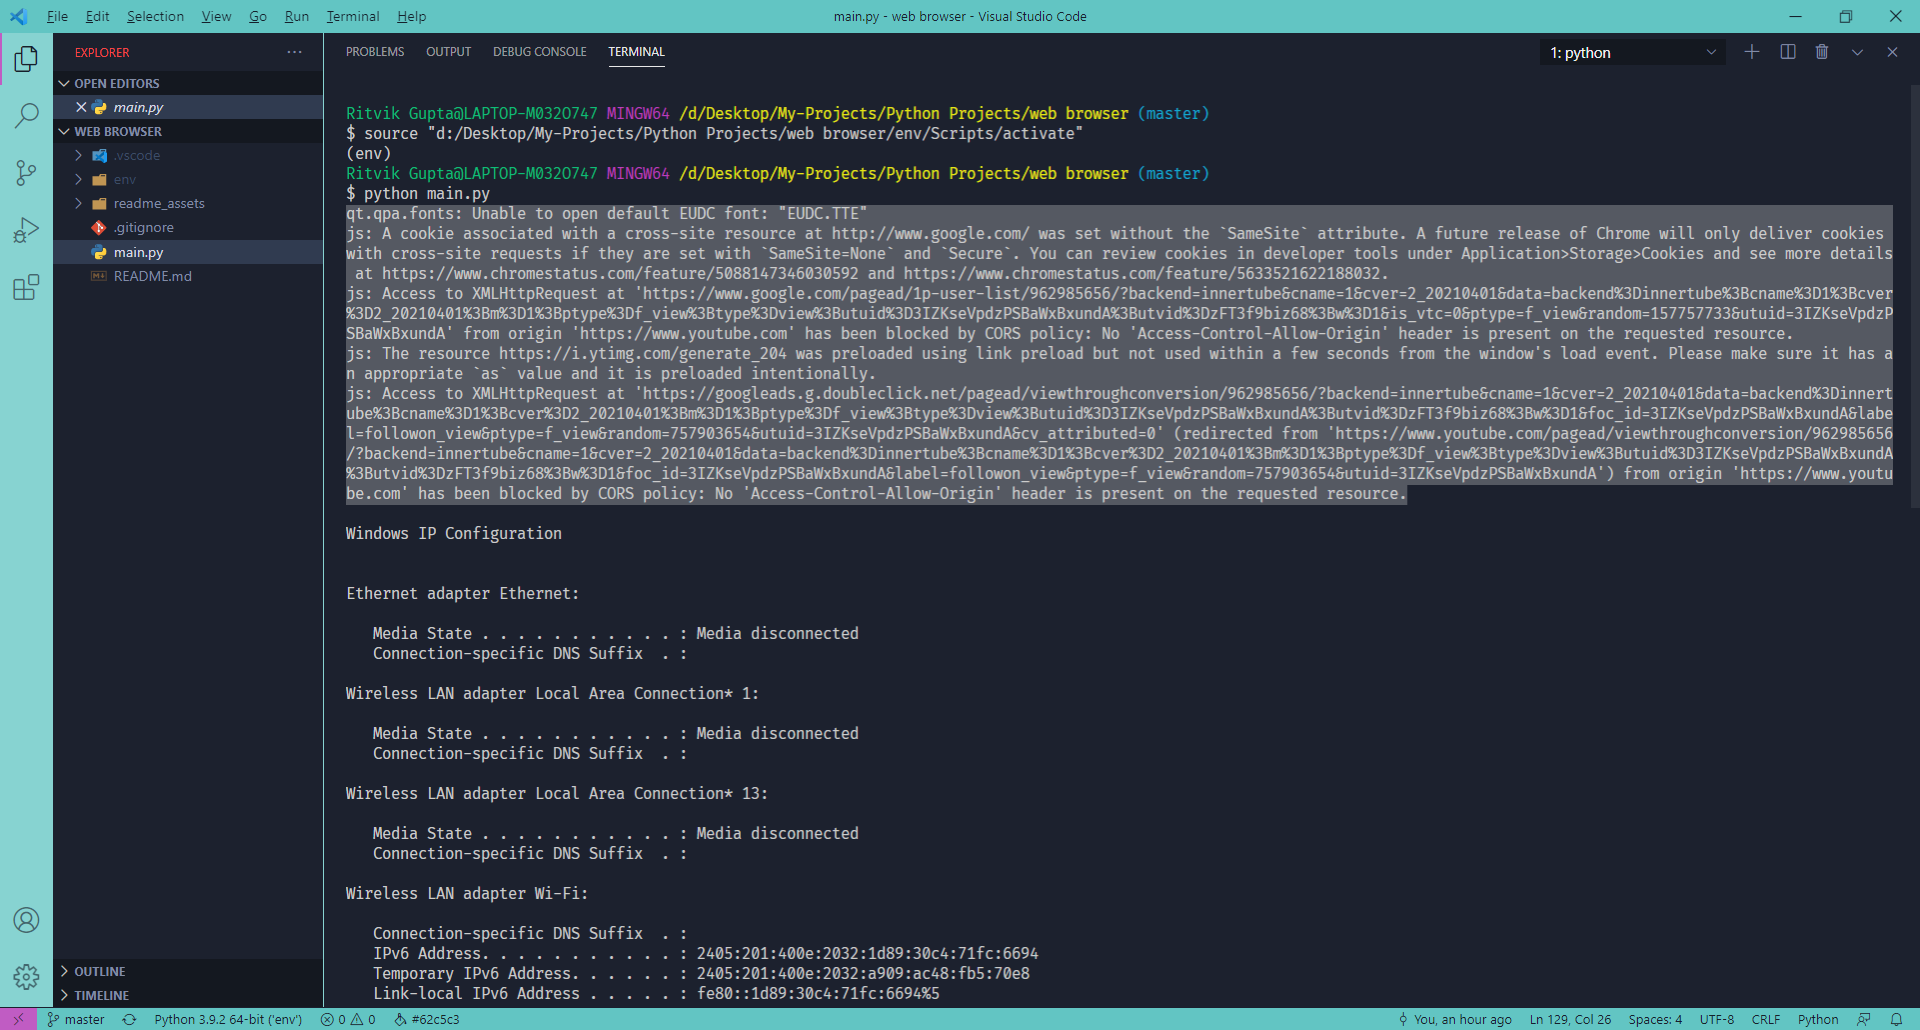 File Edit Selection View Go Run Terminal Help main.py - web browser - Visual Studio Code
EXPLORER ···
OPEN EDITORS
main.py
WEB BROWSER
.vscode
env
readme_assets
.gitignore
main.py
README.md
OUTLINE
TIMELINE
PROBLEMS OUTPUT DEBUG CONSOLE TERMINAL 1: python
Ritvik Gupta@LAPTOP-M032O747 MINGW64 /d/Desktop/My-Projects/Python Projects/web browser (master)
$ source "d:/Desktop/My-Projects/Python Projects/web browser/env/Scripts/activate"
(env)
Ritvik Gupta@LAPTOP-M032O747 MINGW64 /d/Desktop/My-Projects/Python Projects/web browser (master)
$ python main.py
qt.qpa.fonts: Unable to open default EUDC font: "EUDC.TTE"
js: A cookie associated with a cross-site resource at http://www.google.com/ was set without the `SameSite` attribute. A future release of Chrome will only deliver cookies
with cross-site requests if they are set with `SameSite=None` and `Secure`. You can review cookies in developer tools under Application>Storage>Cookies and see more details
at https://www.chromestatus.com/feature/5088147346030592 and https://www.chromestatus.com/feature/5633521622188032.
js: Access to XMLHttpRequest at 'https://www.google.com/pagead/1p-user-list/962985656/?backend=innertube&cname=1&cver=2_20210401&data=backend%3Dinnertube%3Bcname%3D1%3Bcver
%3D2_20210401%3Bm%3D1%3Bptype%3Df_view%3Btype%3Dview%3Butuid%3D3IZKseVpdzPSBaWxBxundA%3Butvid%3DzFT3f9biz68%3Bw%3D1&is_vtc=0&ptype=f_view&random=157757733&utuid=3IZKseVpdzP
SBaWxBxundA' from origin 'https://www.youtube.com' has been blocked by CORS policy: No 'Access-Control-Allow-Origin' header is present on the requested resource.
js: The resource https://i.ytimg.com/generate_204 was preloaded using link preload but not used within a few seconds from the window's load event. Please make sure it has a
n appropriate `as` value and it is preloaded intentionally.
js: Access to XMLHttpRequest at 'https://googleads.g.doubleclick.net/pagead/viewthroughconversion/962985656/?backend=innertube&cname=1&cver=2_20210401&data=backend%3Dinnert
ube%3Bcname%3D1%3Bcver%3D2_20210401%3Bm%3D1%3Bptype%3Df_view%3Btype%3Dview%3Butuid%3D3IZKseVpdzPSBaWxBxundA%3Butvid%3DzFT3f9biz68%3Bw%3D1&foc_id=3IZKseVpdzPSBaWxBxundA&labe
l=followon_view&ptype=f_view&random=757903654&utuid=3IZKseVpdzPSBaWxBxundA&cv_attributed=0' (redirected from 'https://www.youtube.com/pagead/viewthroughconversion/962985656
/?backend=innertube&cname=1&cver=2_20210401&data=backend%3Dinnertube%3Bcname%3D1%3Bcver%3D2_20210401%3Bm%3D1%3Bptype%3Df_view%3Btype%3Dview%3Butuid%3D3IZKseVpdzPSBaWxBxundA
%3Butvid%3DzFT3f9biz68%3Bw%3D1&foc_id=3IZKseVpdzPSBaWxBxundA&label=followon_view&ptype=f_view&random=757903654&utuid=3IZKseVpdzPSBaWxBxundA') from origin 'https://www.youtu
be.com' has been blocked by CORS policy: No 'Access-Control-Allow-Origin' header is present on the requested resource.
Windows IP Configuration
Ethernet adapter Ethernet:
Media State . . . . . . . . . . . : Media disconnected
Connection-specific DNS Suffix . :
Wireless LAN adapter Local Area Connection* 1:
Media State . . . . . . . . . . . : Media disconnected
Connection-specific DNS Suffix . :
Wireless LAN adapter Local Area Connection* 13:
Media State . . . . . . . . . . . : Media disconnected
Connection-specific DNS Suffix . :
Wireless LAN adapter Wi-Fi:
Connection-specific DNS Suffix . :
IPv6 Address. . . . . . . . . . . : 2405:201:400e:2032:1d89:30c4:71fc:6694
Temporary IPv6 Address. . . . . . : 2405:201:400e:2032:a909:ac48:fb5:70e8
Link-local IPv6 Address . . . . . : fe80::1d89:30c4:71fc:6694%5
master Python 3.9.2 64-bit ('env') 0 0 #62c5c3 You, an hour ago Ln 129, Col 26 Spaces: 4 UTF-8 CRLF Python